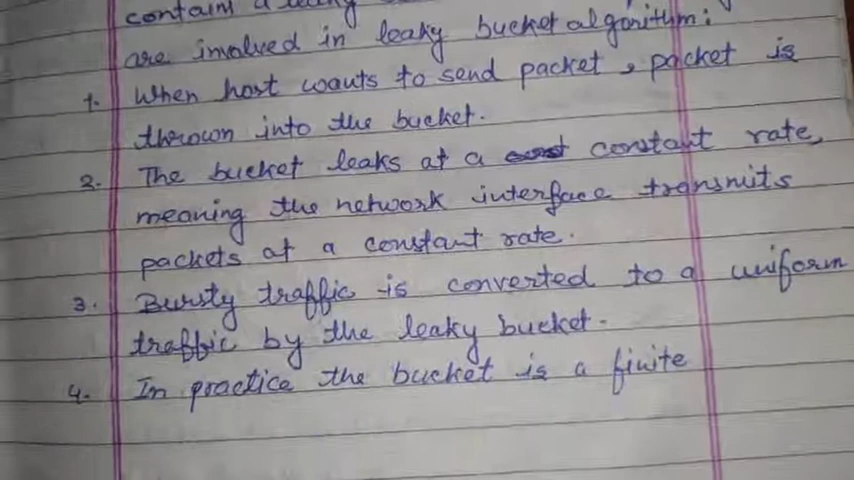 contain a
are involved in leaky bucket algorithm:
1. When host wants to send packet, packet is
thrown into the bucket.
2. The bucket leaks at a constant rate,
meaning the network interface transmits
packets at a constant rate.
3. Bursty traffic is converted to a uniform
traffic by the leaky bucket.
4. In practice the bucket is a finite